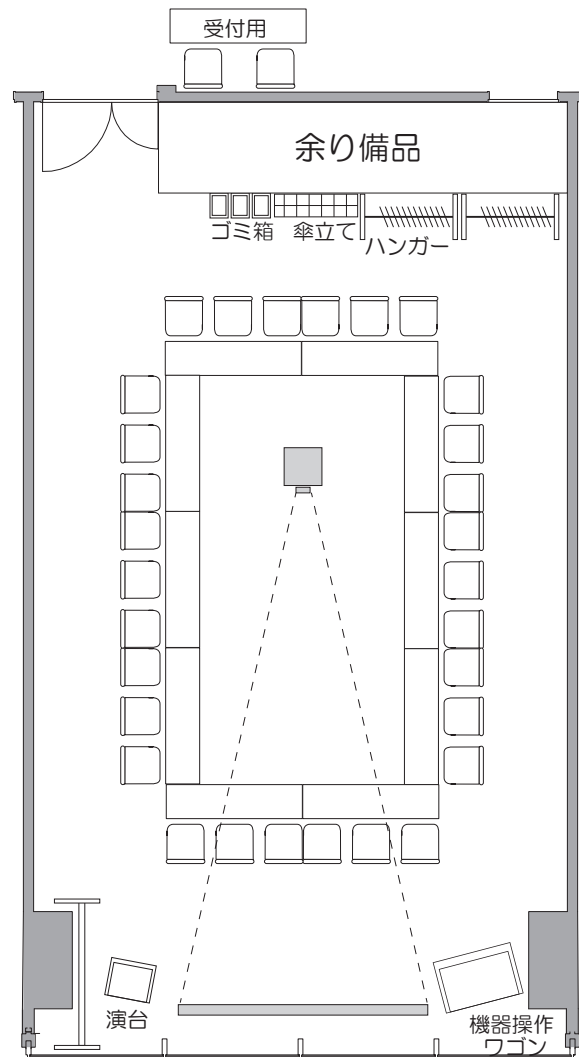 受付用
余り備品
ゴミ箱 傘立て
ハンガー
演台
機器操作
ワゴン